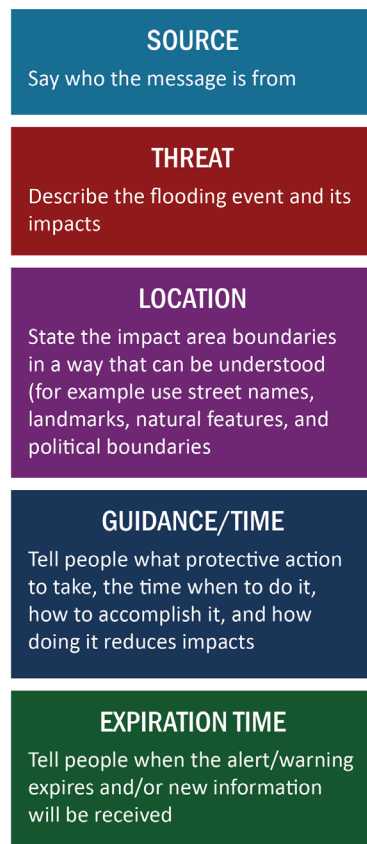 SOURCE
Say who the message is from
THREAT
Describe the flooding event and its
impacts
LOCATION
State the impact area boundaries
in a way that can be understood
(for example use street names,
landmarks, natural features, and
political boundaries
GUIDANCE/TIME
Tell people what protective action
to take, the time when to do it,
how to accomplish it, and how
doing it reduces impacts
EXPIRATION TIME
Tell people when the alert/warning
expires and/or new information
will be received